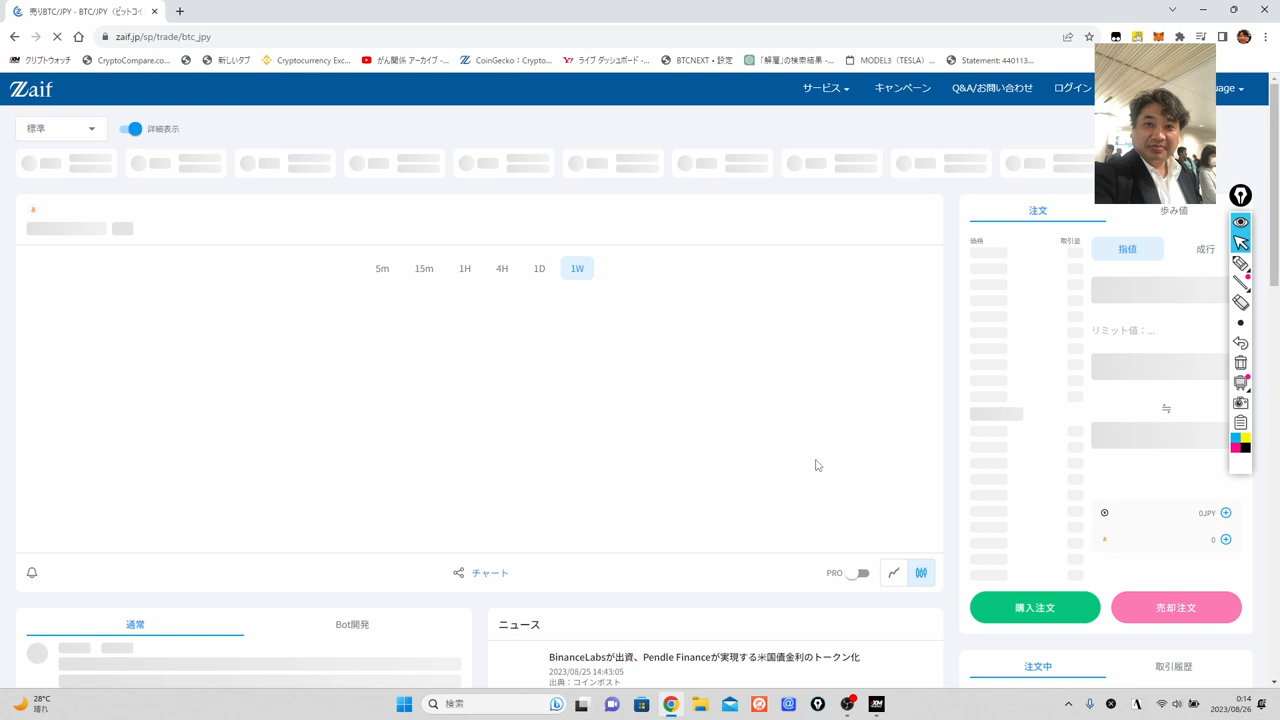 売りBTC/JPY - BTC/JPY（ビットコイ
zaif.jp/sp/trade/btc_jpy
クリプトウォッチ
CryptoCompare.co...
新しいタブ
Cryptocurrency Exc...
がん関係 アーカイブ -...
CoinGecko：Crypto...
ライブ ダッシュボード -...
BTCNEXT • 設定
「解雇」の検索結果 -...
MODEL3（TESLA）...
Statement: 440113...
Zaif
サービス
キャンペーン
Q&A/お問い合わせ
ログイン
uage
標準
詳細表示
5m
15m
1H
4H
1D
1W
チャート
PRO
注文
歩み値
価格
取引量
指値
成行
リミット値：...
0JPY
0
購入注文
売却注文
通常
Bot開発
ニュース
BinanceLabsが出資、Pendle Financeが実現する米国債金利のトークン化
2023/08/25 14:43:05
出典：コインポスト
注文中
取引履歴
28°C
晴れ
検索
XM
A
0:14
2023/08/26